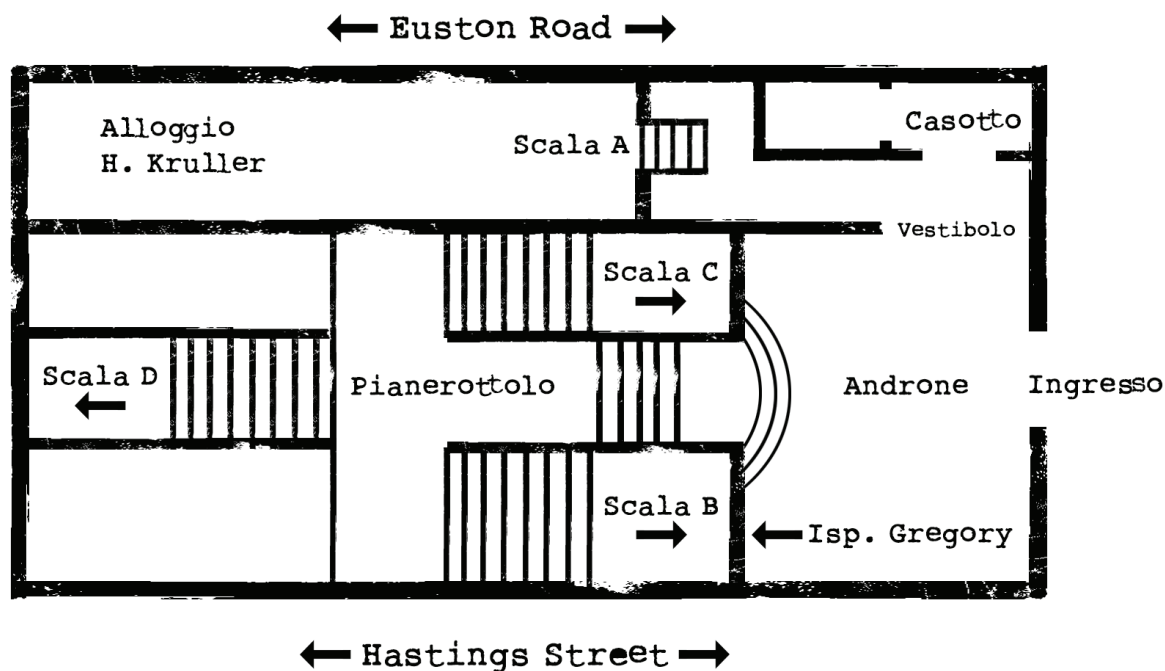 Euston Road
Alloggio
H. Kruller
Scala A
Casotto
Vestibolo
Scala C
Scala D
Pianerottolo
Androne
Ingresso
Scala B
Isp. Gregory
Hastings Street